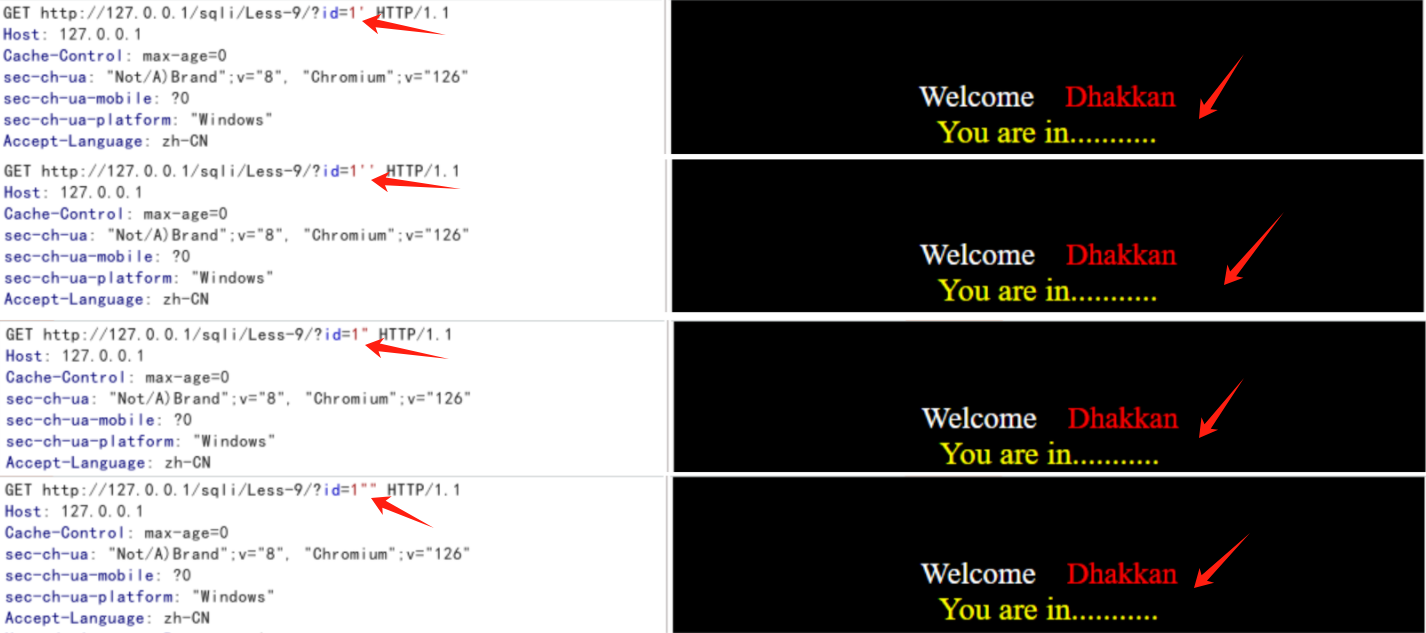 GET http://127.0.0.1/sqli/Less-9/?id=1' HTTP/1.1
Host: 127.0.0.1
Cache-Control: max-age=0
sec-ch-ua: "Not/A)Brand";v="8", "Chromium";v="126"
sec-ch-ua-mobile: ?0
sec-ch-ua-platform: "Windows"
Accept-Language: zh-CN
Welcome Dhakkan
You are in...........
GET http://127.0.0.1/sqli/Less-9/?id=1'' HTTP/1.1
Host: 127.0.0.1
Cache-Control: max-age=0
sec-ch-ua: "Not/A)Brand";v="8", "Chromium";v="126"
sec-ch-ua-mobile: ?0
sec-ch-ua-platform: "Windows"
Accept-Language: zh-CN
Welcome Dhakkan
You are in...........
GET http://127.0.0.1/sqli/Less-9/?id=1" HTTP/1.1
Host: 127.0.0.1
Cache-Control: max-age=0
sec-ch-ua: "Not/A)Brand";v="8", "Chromium";v="126"
sec-ch-ua-mobile: ?0
sec-ch-ua-platform: "Windows"
Accept-Language: zh-CN
Welcome Dhakkan
You are in...........
GET http://127.0.0.1/sqli/Less-9/?id=1"" HTTP/1.1
Host: 127.0.0.1
Cache-Control: max-age=0
sec-ch-ua: "Not/A)Brand";v="8", "Chromium";v="126"
sec-ch-ua-mobile: ?0
sec-ch-ua-platform: "Windows"
Accept-Language: zh-CN
Welcome Dhakkan
You are in...........